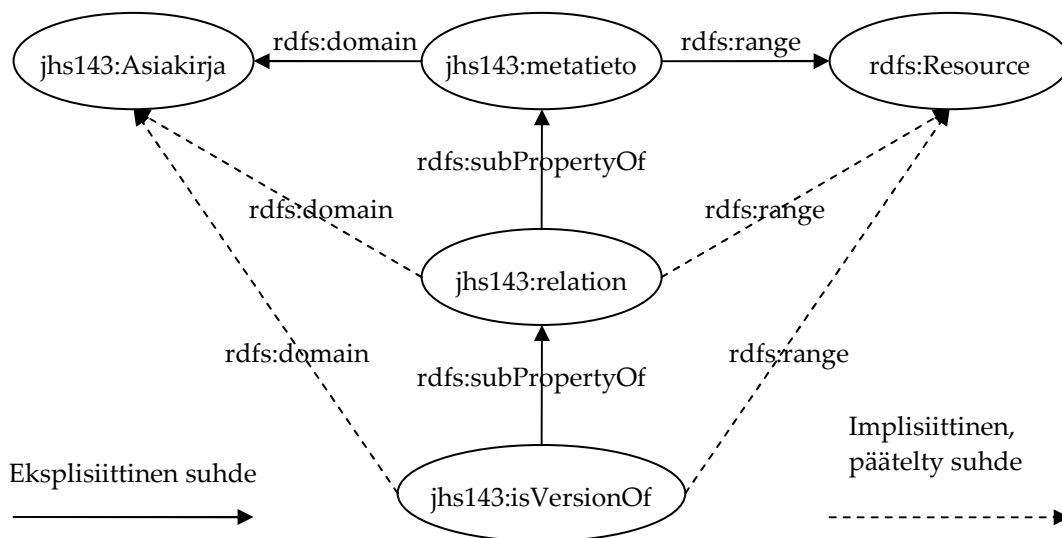 rdfs:domain
rdfs:range
jhs143:Asiakirja
jhs143:metatieto
rdfs:Resource
rdfs:subPropertyOf
rdfs:domain
rdfs:range
jhs143:relation
rdfs:domain
rdfs:range
rdfs:subPropertyOf
Eksplisiittinen suhde
jhs143:isVersionOf
Implisiittinen,
päätelty suhde